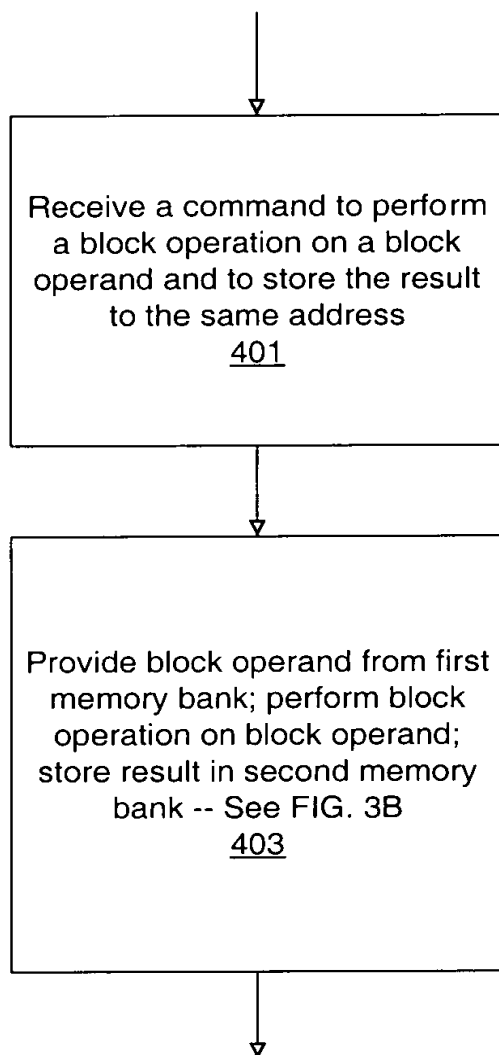 Receive a command to perform
a block operation on a block
operand and to store the result
to the same address
401
Provide block operand from first
memory bank; perform block
operation on block operand;
store result in second memory
bank -- See FIG. 3B
403